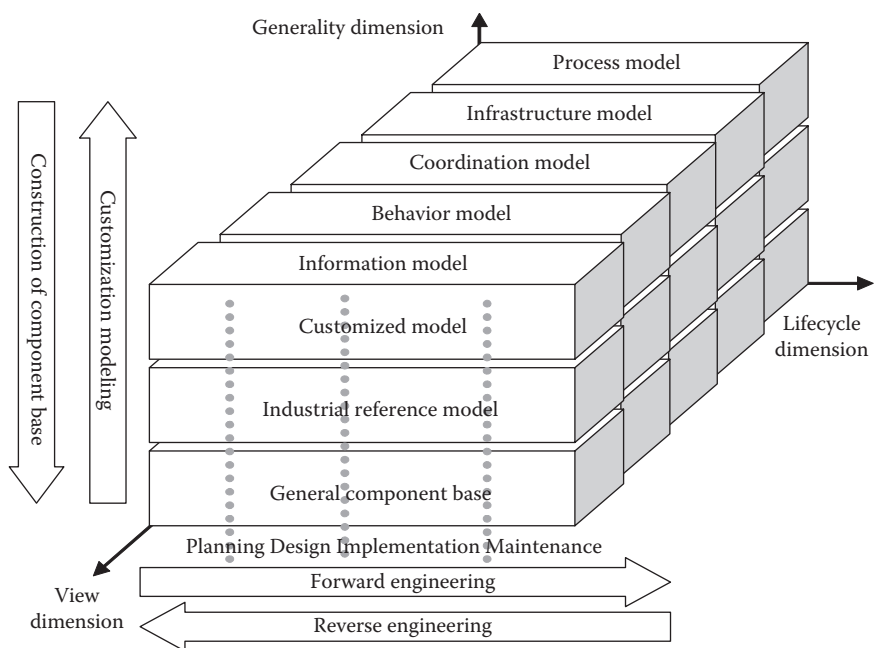 Generality dimension
Process model
Infrastructure model
Coordination model
Behavior model
Information model
Customized model
Industrial reference model
General component base
Construction of component base
Customization modeling
Lifecycle
dimension
Planning Design Implementation Maintenance
Forward engineering
Reverse engineering
View
dimension